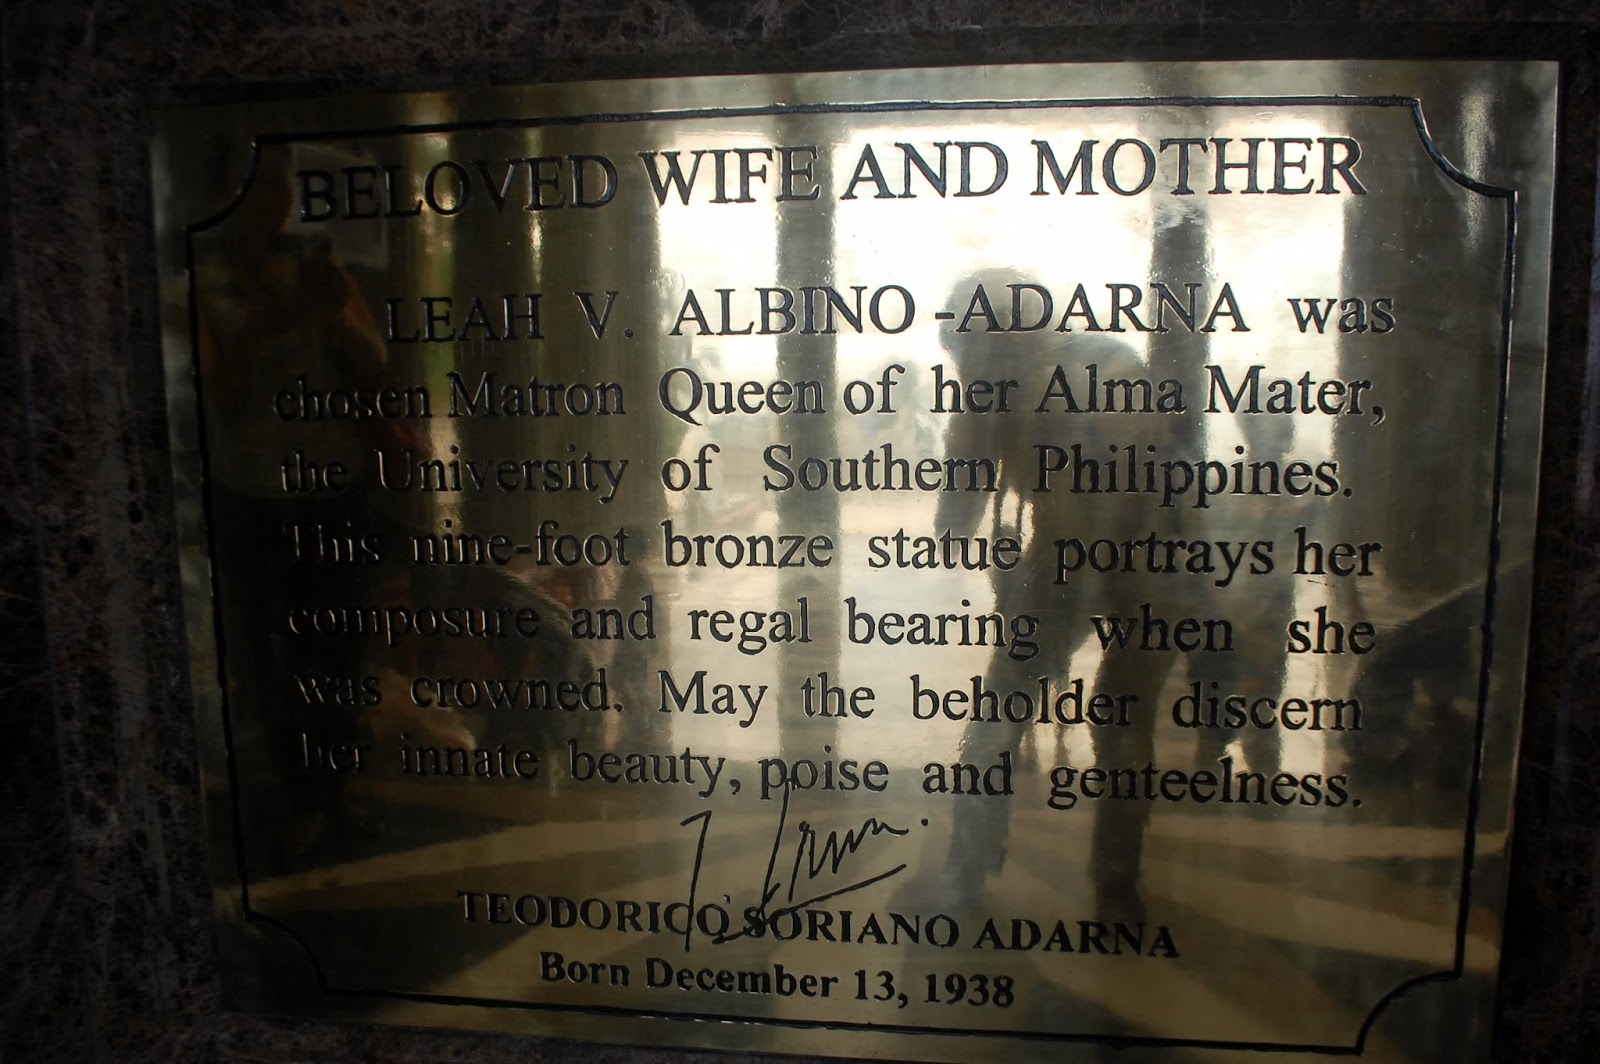 BELOVED WIFE AND MOTHER
LEAH V. ALBINO -ADARNA was
chosen Matron Queen of her Alma Mater,
the University of Southern Philippines.
This nine-foot bronze statue portrays her
composure and regal bearing when she
was crowned. May the beholder discern
her innate beauty, poise and genteelness.
TEODORICO SORIANO ADARNA
Born December 13, 1938